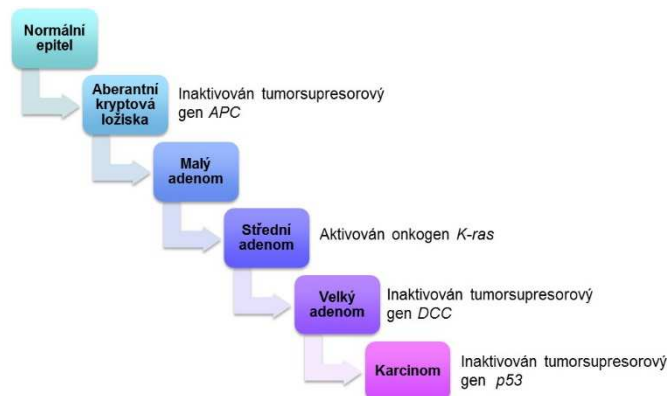 Normální
epitel
Aberantní
kryptová
ložiska
Inaktivován tumorsupresorový
gen APC
Malý
adenom
Střední
adenom
Aktivován onkogen K-ras
Velký
adenom
Inaktivován tumorsupresorový
gen DCC
Karcinom
Inaktivován tumorsupresorový
gen p53